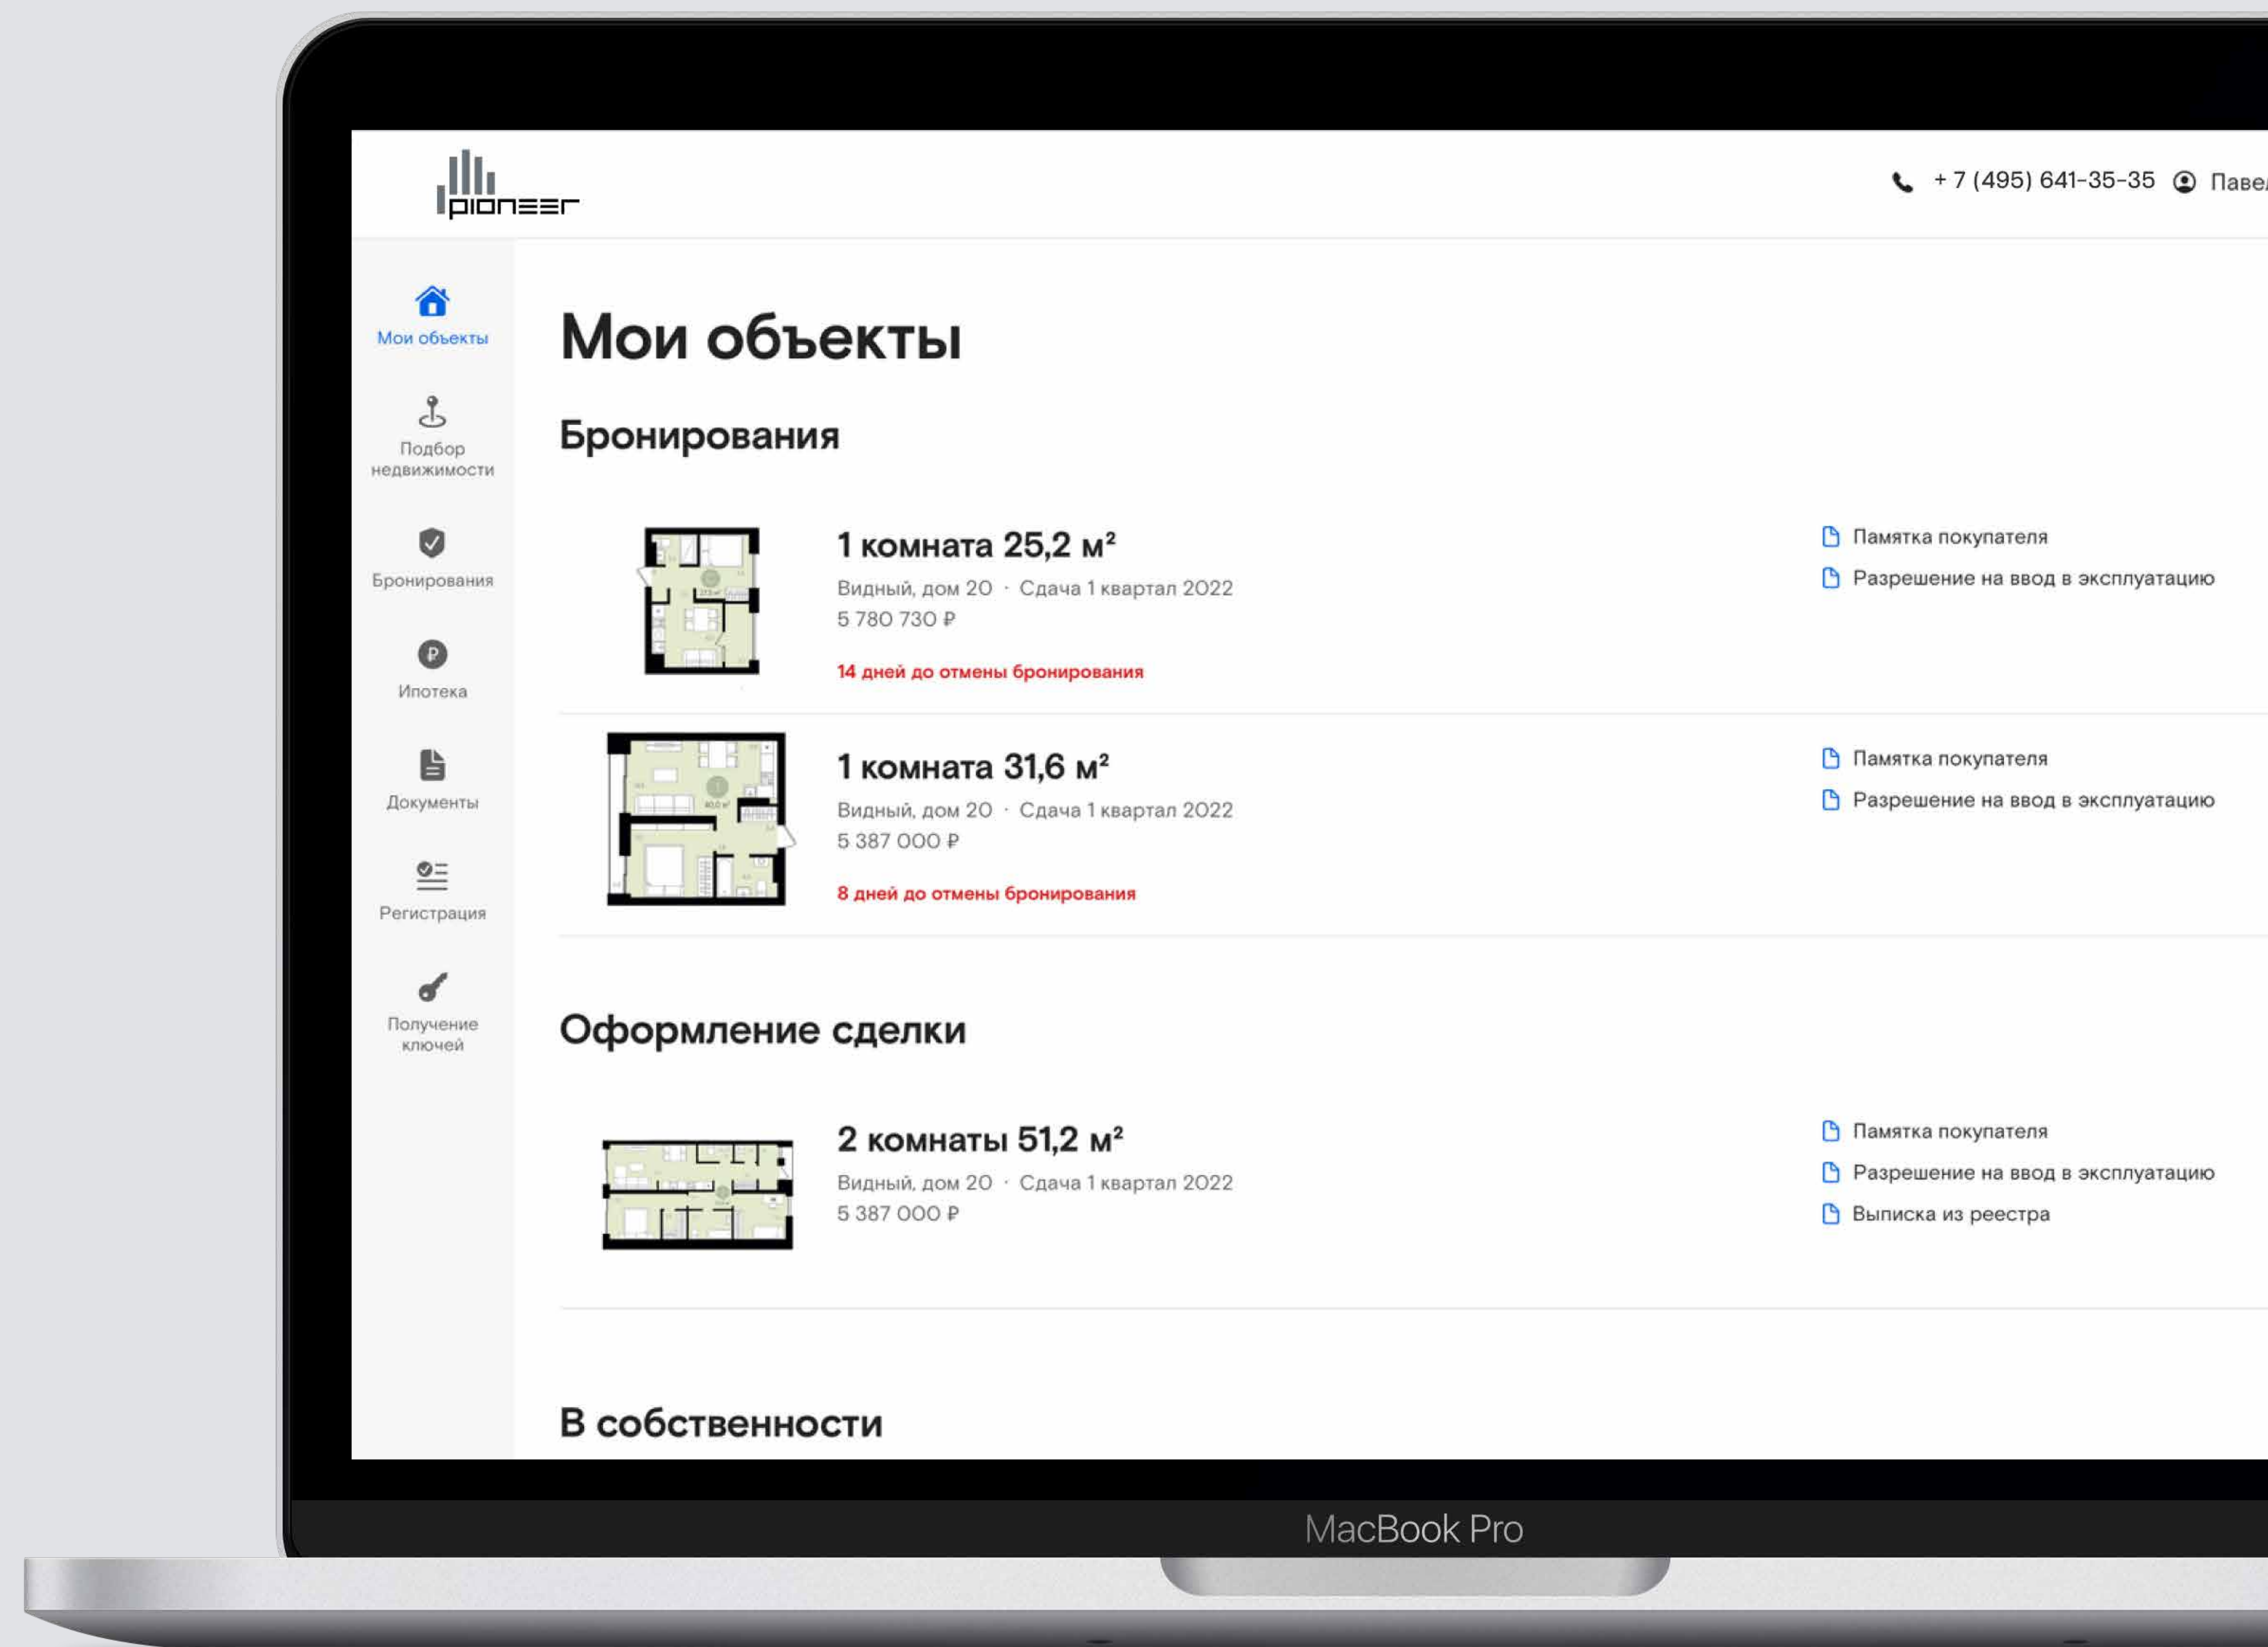 pioneer
+ 7 (495) 641-35-35
Мои объекты
Подбор
недвижимости
Бронирования
Ипотека
Документы
Регистрация
Получение
ключей
Мои объекты
Бронирования
1 комната 25,2 м²
Видный, дом 20 · Сдача 1 квартал 2022
5 780 730 ₽
14 дней до отмены бронирования
Памятка покупателя
Разрешение на ввод в эксплуатацию
1 комната 31,6 м²
Видный, дом 20 · Сдача 1 квартал 2022
5 387 000 ₽
8 дней до отмены бронирования
Памятка покупателя
Разрешение на ввод в эксплуатацию
40,0 м²
Оформление сделки
2 комнаты 51,2 м²
Видный, дом 20 · Сдача 1 квартал 2022
5 387 000 ₽
Памятка покупателя
Разрешение на ввод в эксплуатацию
Выписка из реестра
В собственности
MacBook Pro